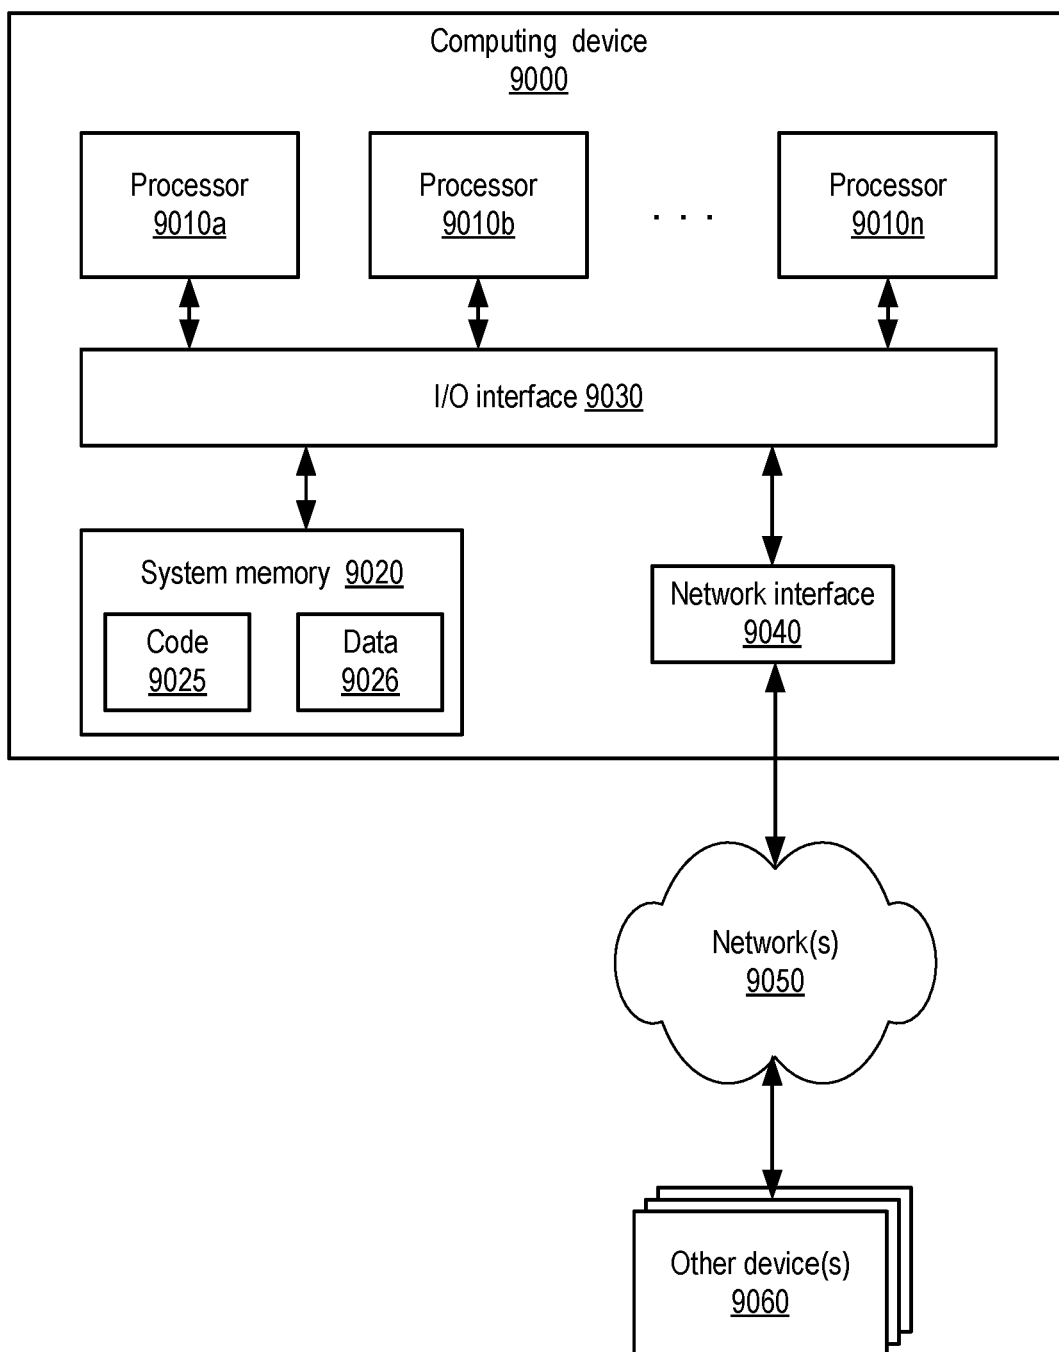 Computing device
9000
Processor
9010a
Processor
9010b
. . .
Processor
9010n
I/O interface 9030
System memory 9020
Code
9025
Data
9026
Network interface
9040
Network(s)
9050
Other device(s)
9060